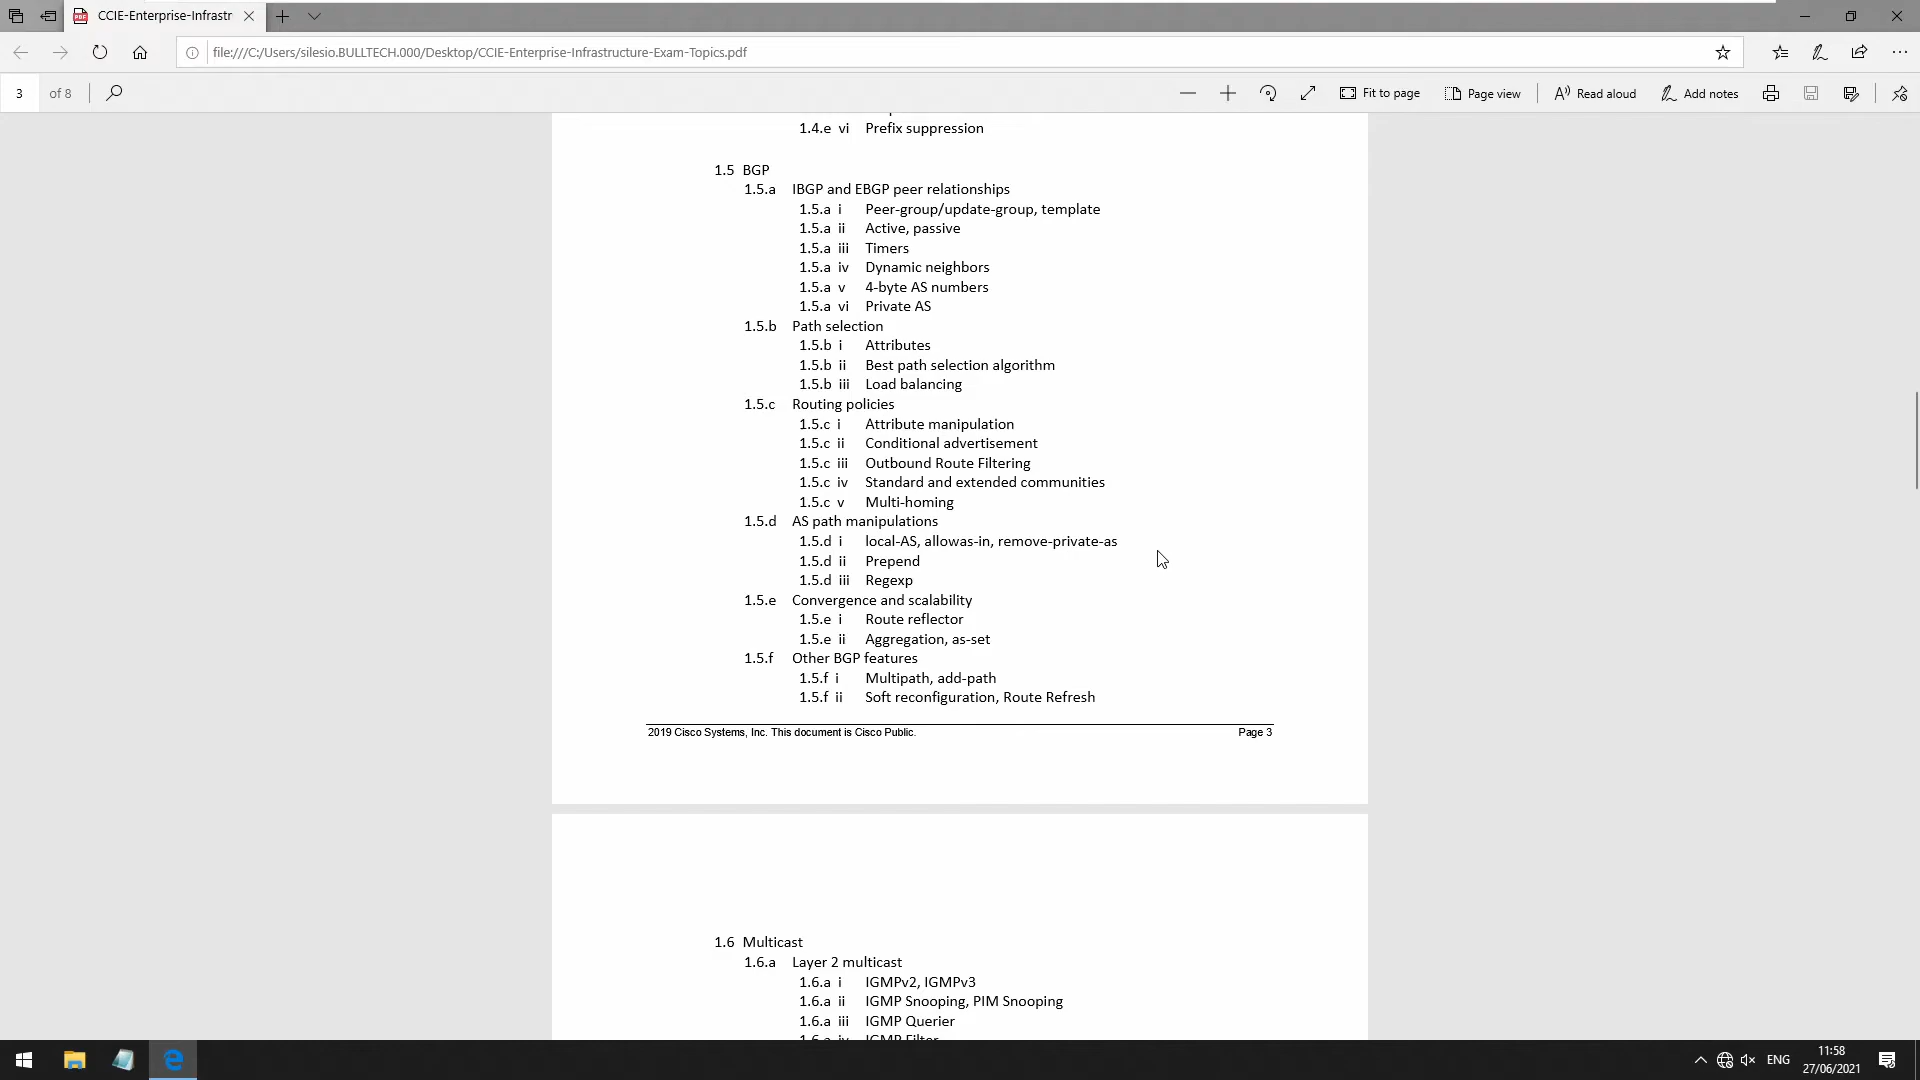 CCIE-Enterprise-Infrastr
file:///C:/Users/silesio.BULLTECH.000/Desktop/CCIE-Enterprise-Infrastructure-Exam-Topics.pdf
3 of 8 Fit to page Page view Read aloud Add notes
1.4.e vi Prefix suppression
1.5 BGP
1.5.a IBGP and EBGP peer relationships
1.5.a i Peer-group/update-group, template
1.5.a ii Active, passive
1.5.a iii Timers
1.5.a iv Dynamic neighbors
1.5.a v 4-byte AS numbers
1.5.a vi Private AS
1.5.b Path selection
1.5.b i Attributes
1.5.b ii Best path selection algorithm
1.5.b iii Load balancing
1.5.c Routing policies
1.5.c i Attribute manipulation
1.5.c ii Conditional advertisement
1.5.c iii Outbound Route Filtering
1.5.c iv Standard and extended communities
1.5.c v Multi-homing
1.5.d AS path manipulations
1.5.d i local-AS, allowas-in, remove-private-as
1.5.d ii Prepend
1.5.d iii Regexp
1.5.e Convergence and scalability
1.5.e i Route reflector
1.5.e ii Aggregation, as-set
1.5.f Other BGP features
1.5.f i Multipath, add-path
1.5.f ii Soft reconfiguration, Route Refresh
2019 Cisco Systems, Inc. This document is Cisco Public. Page 3
1.6 Multicast
1.6.a Layer 2 multicast
1.6.a i IGMPv2, IGMPv3
1.6.a ii IGMP Snooping, PIM Snooping
1.6.a iii IGMP Querier
1.6.a iv IGMP Filter
ENG
11:58
27/06/2021